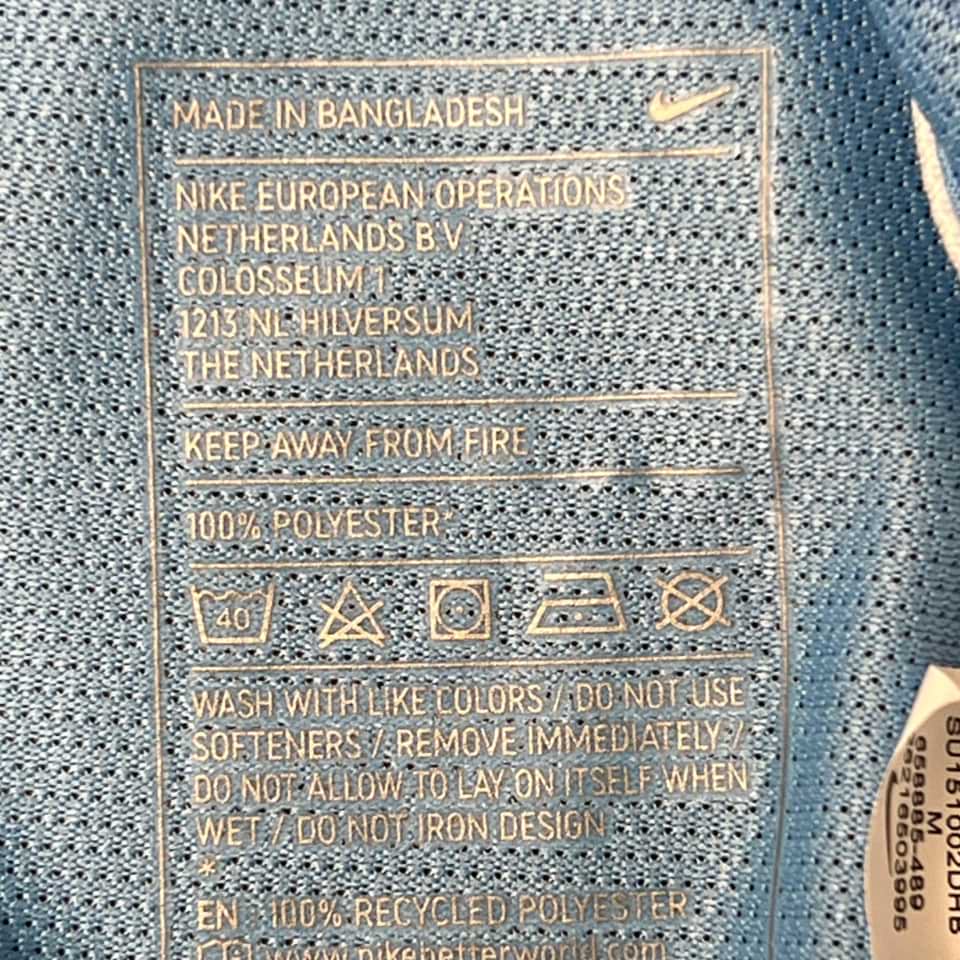 MADE IN BANGLADESH
NIKE EUROPEAN OPERATIONS
NETHERLANDS B.V.
COLOSSEUM 1
1213 NL HILVERSUM
THE NETHERLANDS
KEEP AWAY FROM FIRE
100% POLYESTER*
40
WASH WITH LIKE COLORS / DO NOT USE
SOFTENERS / REMOVE IMMEDIATELY /
DO NOT ALLOW TO LAY ON ITSELF WHEN
WET / DO NOT IRON DESIGN
*
EN : 100% RECYCLED POLYESTER
www.nikebetterworld.com
M
658885-489